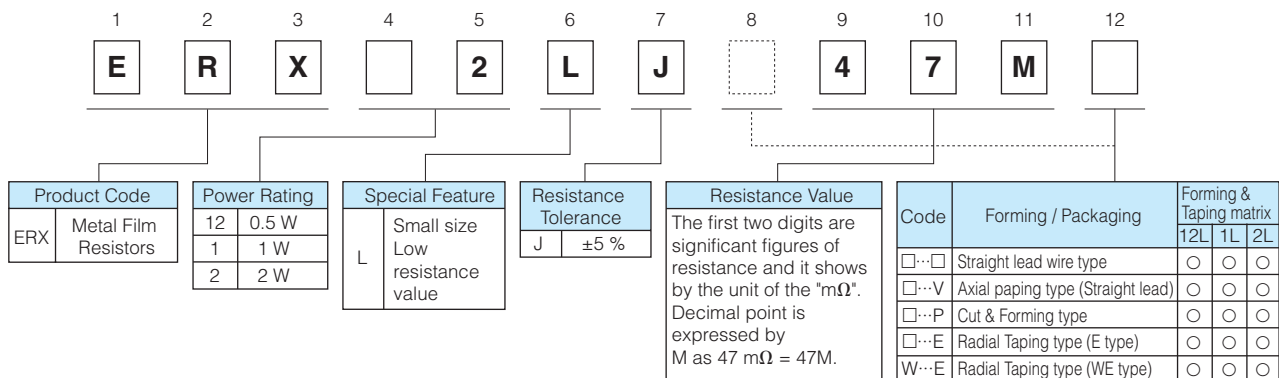 1 2 3 4 5 6 7 8 9 10 11 12
E R X 2 L J 4 7 M
Product Code
ERX Metal Film
Resistors
Power Rating
12 0.5 W
1 1 W
2 2 W
Special Feature
L Small size
Low
resistance
value
Resistance
Tolerance
J ±5 %
Resistance Value
The first two digits are
significant figures of
resistance and it shows
by the unit of the "mΩ".
Decimal point is
expressed by
M as 47 mΩ = 47M.
Code Forming / Packaging Forming &
Taping matrix
12L 1L 2L
□···□ Straight lead wire type ○ ○ ○
□···V Axial paping type (Straight lead) ○ ○ ○
□···P Cut & Forming type ○ ○ ○
□···E Radial Taping type (E type) ○ ○ ○
W···E Radial Taping type (WE type) ○ ○ ○